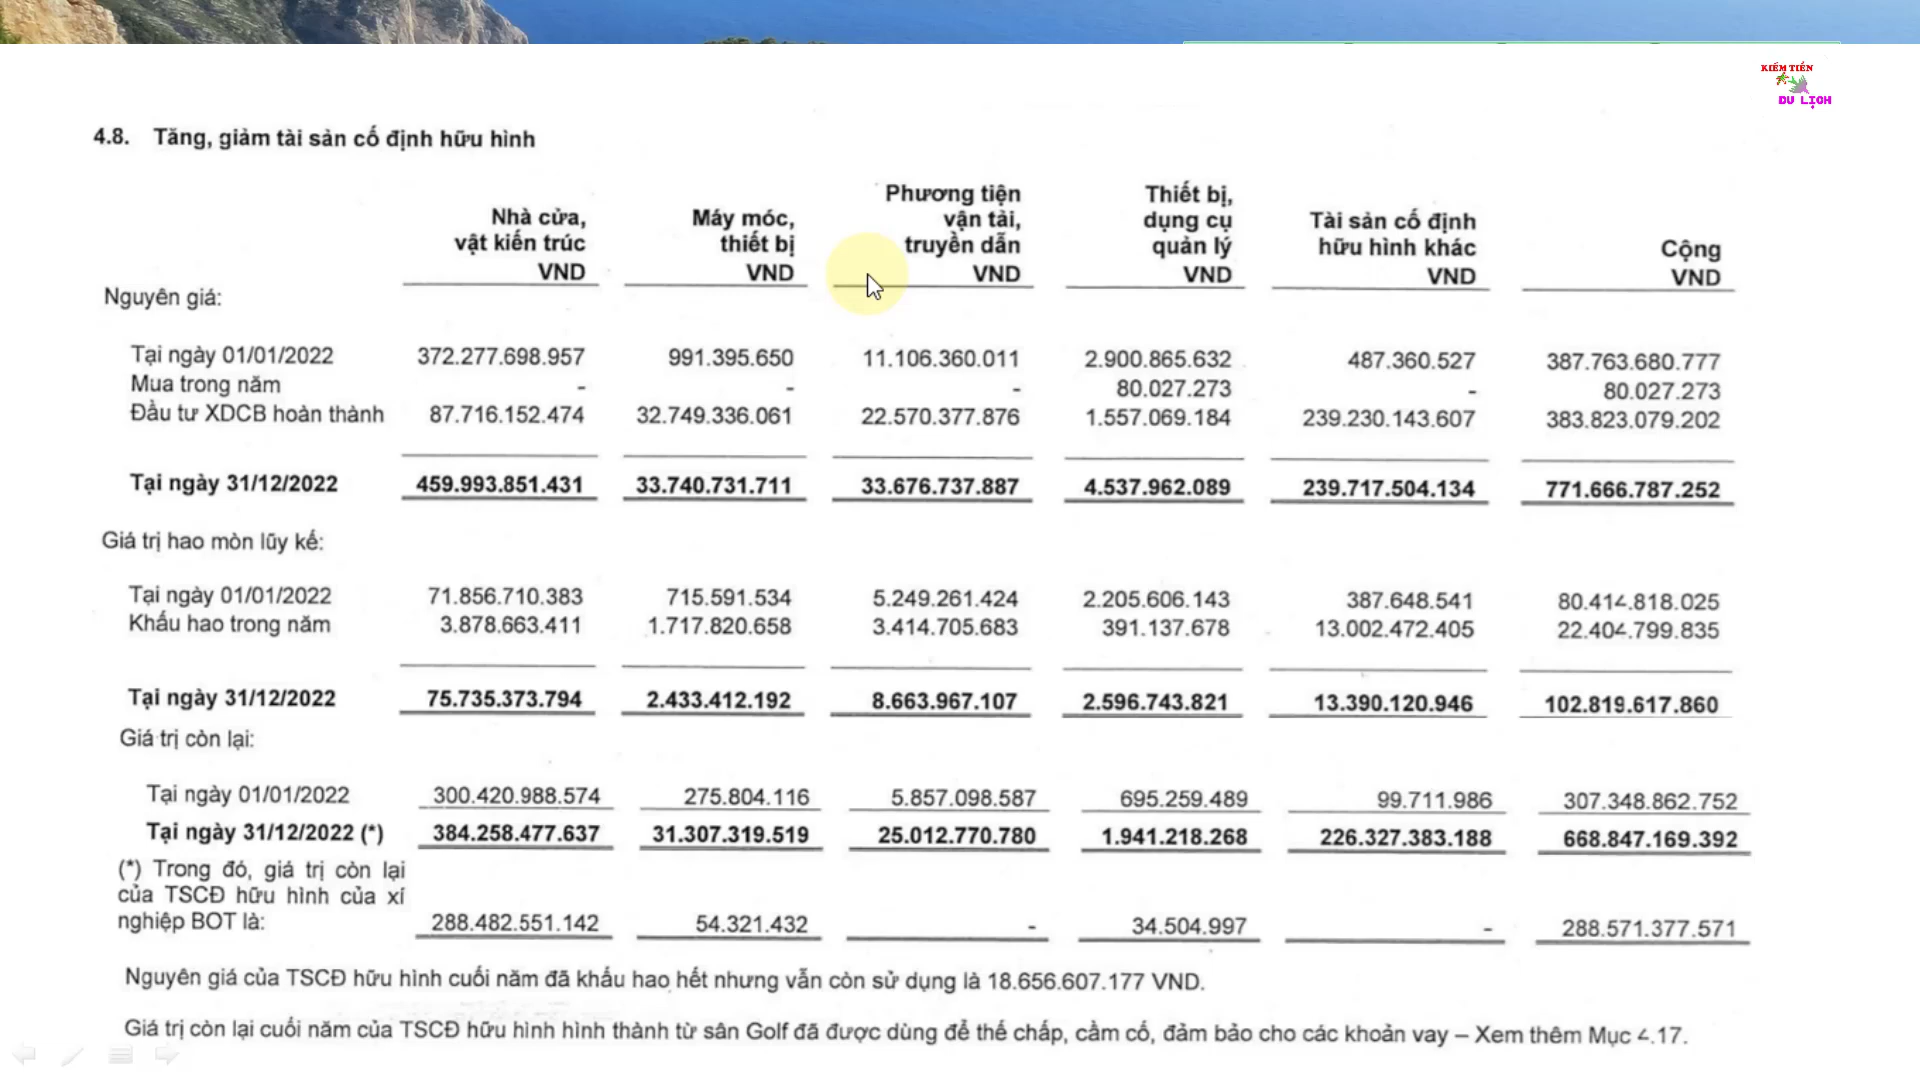 KIẾM TIỀN
DU LỊCH
4.8. Tăng, giảm tài sản cố định hữu hình
Nhà cửa, vật kiến trúc VND
Máy móc, thiết bị VND
Phương tiện vận tải, truyền dẫn VND
Thiết bị, dụng cụ quản lý VND
Tài sản cố định hữu hình khác VND
Cộng VND
Nguyên giá:
Tại ngày 01/01/2022 372.277.698.957 991.395.650 11.106.360.011 2.900.865.632 487.360.527 387.763.680.777
Mua trong năm - - - 80.027.273 - 80.027.273
Đầu tư XDCB hoàn thành 87.716.152.474 32.749.336.061 22.570.377.876 1.557.069.184 239.230.143.607 383.823.079.202
Tại ngày 31/12/2022 459.993.851.431 33.740.731.711 33.676.737.887 4.537.962.089 239.717.504.134 771.666.787.252
Giá trị hao mòn lũy kế:
Tại ngày 01/01/2022 71.856.710.383 715.591.534 5.249.261.424 2.205.606.143 387.648.541 80.414.818.025
Khấu hao trong năm 3.878.663.411 1.717.820.658 3.414.705.683 391.137.678 13.002.472.405 22.404.799.835
Tại ngày 31/12/2022 75.735.373.794 2.433.412.192 8.663.967.107 2.596.743.821 13.390.120.946 102.819.617.860
Giá trị còn lại:
Tại ngày 01/01/2022 300.420.988.574 275.804.116 5.857.098.587 695.259.489 99.711.986 307.348.862.752
Tại ngày 31/12/2022 (*) 384.258.477.637 31.307.319.519 25.012.770.780 1.941.218.268 226.327.383.188 668.847.169.392
(*) Trong đó, giá trị còn lại
của TSCĐ hữu hình của xí
nghiệp BOT là: 288.482.551.142 54.321.432 - 34.504.997 - 288.571.377.571
Nguyên giá của TSCĐ hữu hình cuối năm đã khấu hao hết nhưng vẫn còn sử dụng là 18.656.607.177 VND.
Giá trị còn lại cuối năm của TSCĐ hữu hình hình thành từ sân Golf đã được dùng để thế chấp, cầm cố, đảm bảo cho các khoản vay – Xem thêm Mục 4.17.